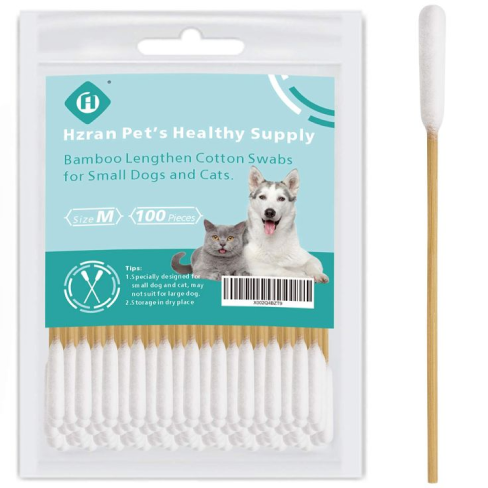 Hzran Pet's Healthy Supply
Bamboo Lengthen Cotton Swabs
for Small Dogs and Cats.
Size M 100 Pieces
Tips:
1.Specially designed for
small dog and cat, may
not suit for large dog.
2.Storage in dry place